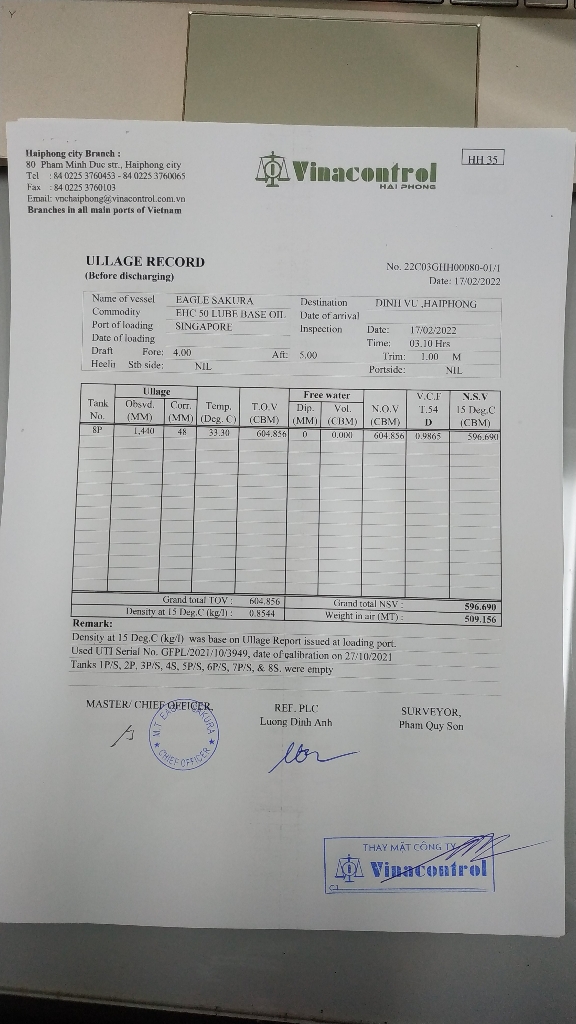 Haiphong city Branch :
80 Pham Minh Duc str., Haiphong city
Tel : 84 0225 3760453 - 84 0225 3760065
Fax : 84 0225 3760103
Email: vnchaiphong@vinacontrol.com.vn
Branches in all main ports of Vietnam
Vinacontrol
HAI PHONG
HH 35
ULLAGE RECORD
(Before discharging)
No. 22C03GHH00080-01/1
Date: 17/02/2022
Name of vessel EAGLE SAKURA Destination DINH VU ,HAIPHONG
Commodity EHC 50 LUBE BASE OIL Date of arrival
Port of loading SINGAPORE Inspection Date: 17/02/2022
Date of loading Time: 03.10 Hrs
Draft Fore: 4.00 Aft: 5.00 Trim: 1.00 M
Heelin Stb side: NIL Portside: NIL
Ullage Free water V.C.F N.S.V
Tank Obsvd. Corr. Temp. T.O.V Dip. Vol. N.O.V T.54 15 Deg.C
No. (MM) (MM) (Deg. C) (CBM) (MM) (CBM) (CBM) D (CBM)
8P 1,440 48 33.30 604.856 0 0.000 604.856 0.9865 596.690
Grand total TOV : 604.856 Grand total NSV : 596.690
Density at 15 Deg.C (kg/l) : 0.8544 Weight in air (MT) : 509.156
Remark:
Density at 15 Deg.C (kg/l) was base on Ullage Report issued at loading port.
Used UTI Serial No. GFPL/2021/10/3949, date of calibration on 27/10/2021
Tanks 1P/S, 2P, 3P/S, 4S, 5P/S, 6P/S, 7P/S, & 8S. were empty
MASTER/ CHIEF OFFICER, REF. PLC SURVEYOR,
Luong Dinh Anh Pham Quy Son
M.T EAGLE SAKURA
CHIEF OFFICER
THAY MẶT CÔNG TY
Vinacontrol